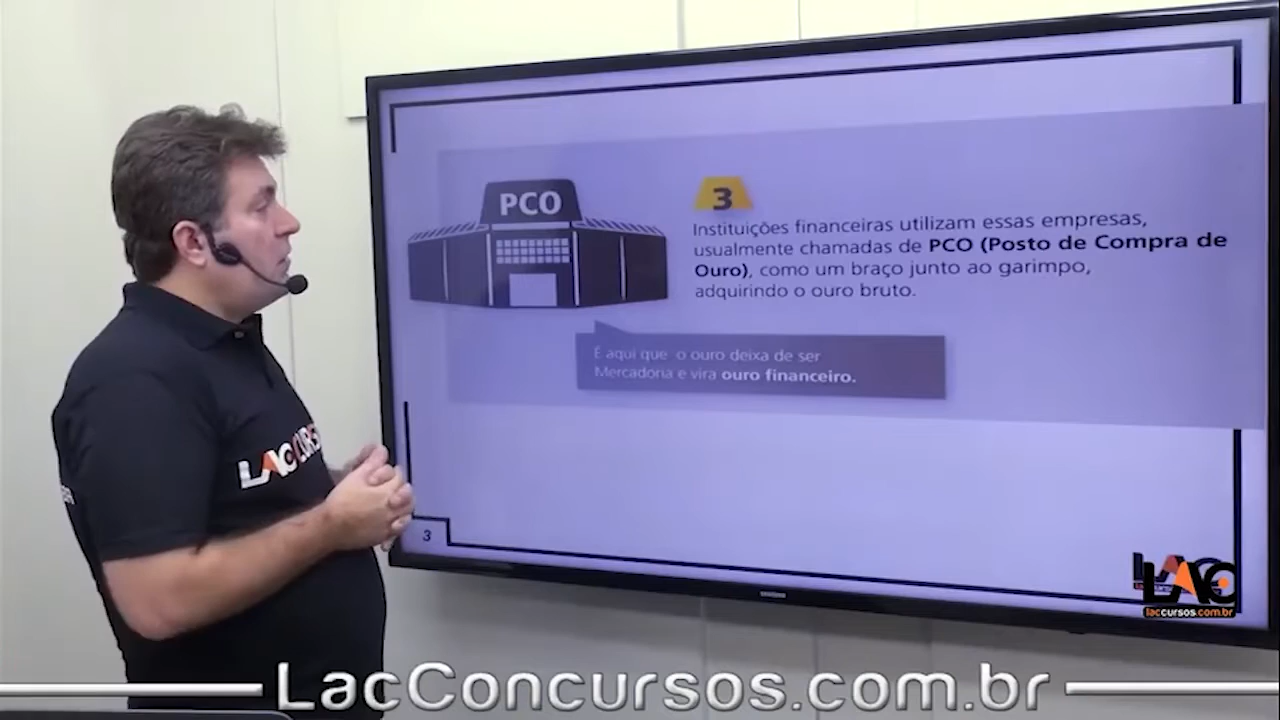 PCO
3
Instituições financeiras utilizam essas empresas,
usualmente chamadas de PCO (Posto de Compra de
Ouro), como um braço junto ao garimpo,
adquirindo o ouro bruto.
É aqui que o ouro deixa de ser
Mercadoria e vira ouro financeiro.
LAC CURS
3
LAC
laccursos.com.br
LacConcursos.com.br